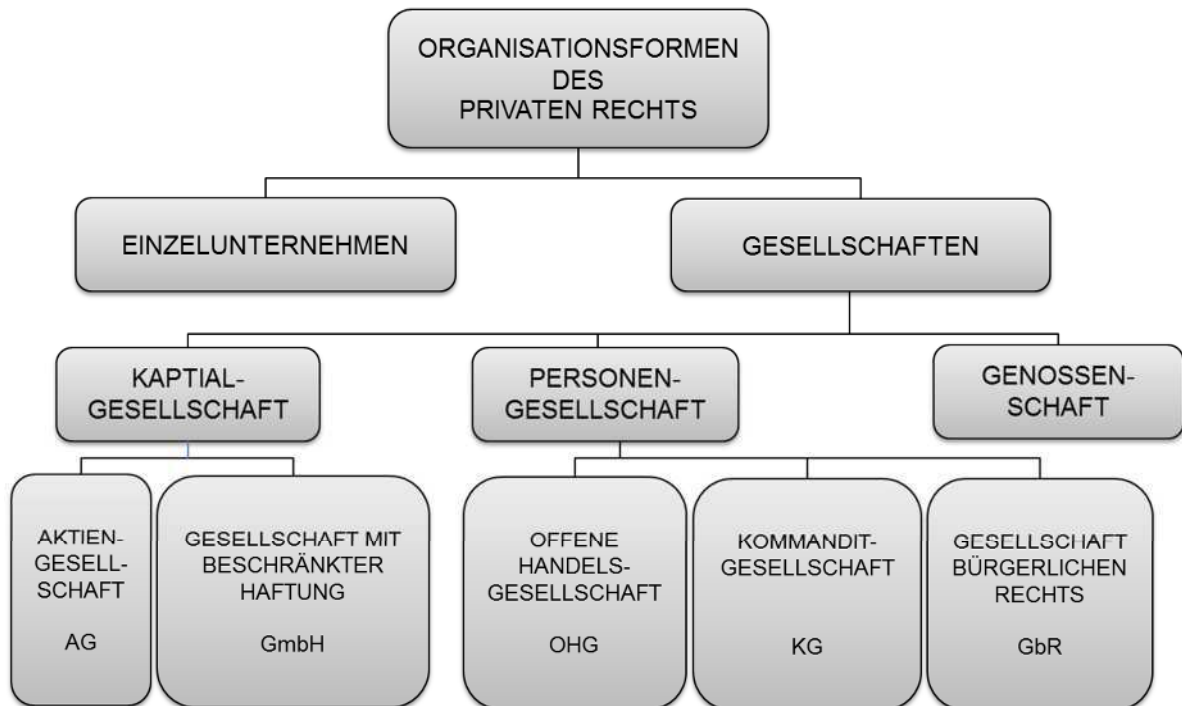 ORGANISATIONSFORMEN
DES
PRIVATEN RECHTS
EINZELUNTERNEHMEN
GESELLSCHAFTEN
KAPTIAL-
GESELLSCHAFT
PERSONEN-
GESELLSCHAFT
GENOSSEN-
SCHAFT
AKTIEN-
GESELL-
SCHAFT
AG
GESELLSCHAFT MIT
BESCHRÄNKTER
HAFTUNG
GmbH
OFFENE
HANDELS-
GESELLSCHAFT
OHG
KOMMANDIT-
GESELLSCHAFT
KG
GESELLSCHAFT
BÜRGERLICHEN
RECHTS
GbR